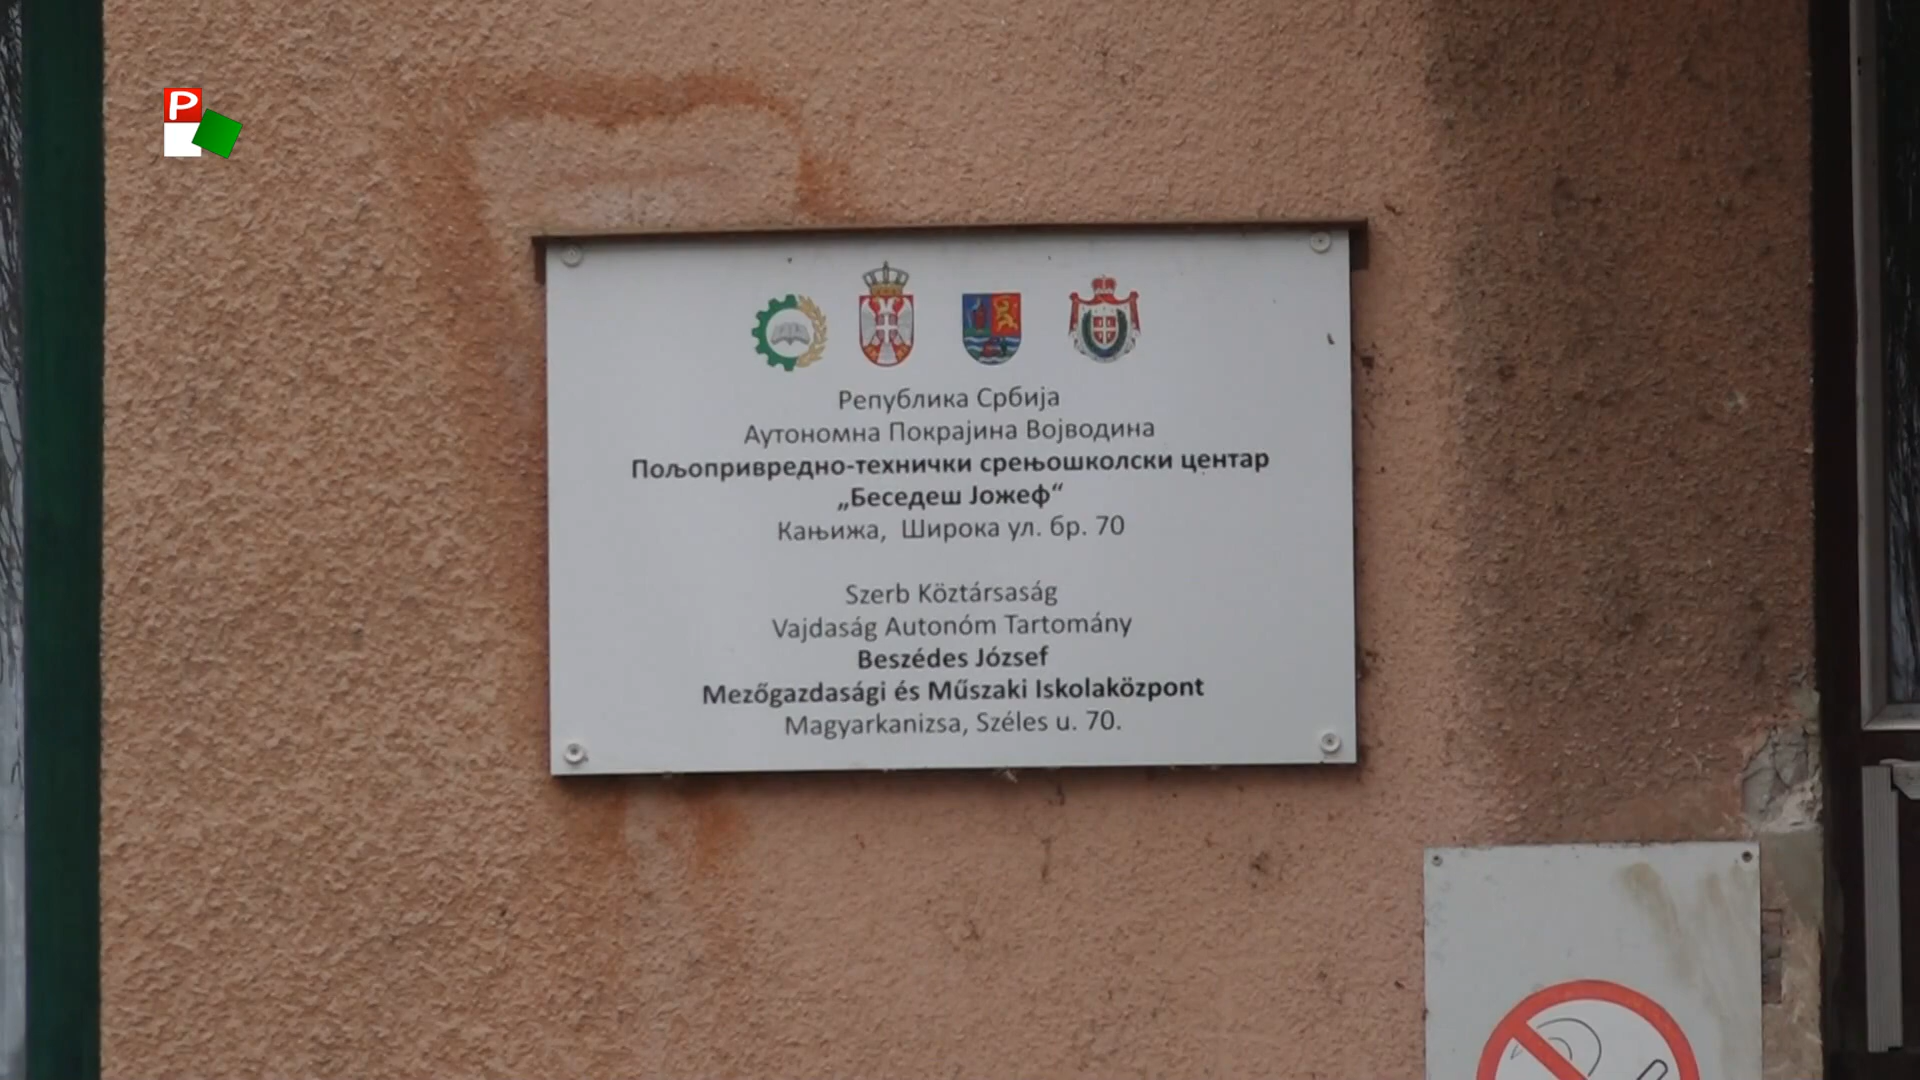 P
Република Србија
Аутономна Покрајина Војводина
Пољопривредно-технички срењошколски центар
„Беседеш Јожеф“
Кањижа, Широка ул. бр. 70
Szerb Köztársaság
Vajdaság Autonóm Tartomány
Beszédes József
Mezőgazdasági és Műszaki Iskolaközpont
Magyarkanizsa, Széles u. 70.